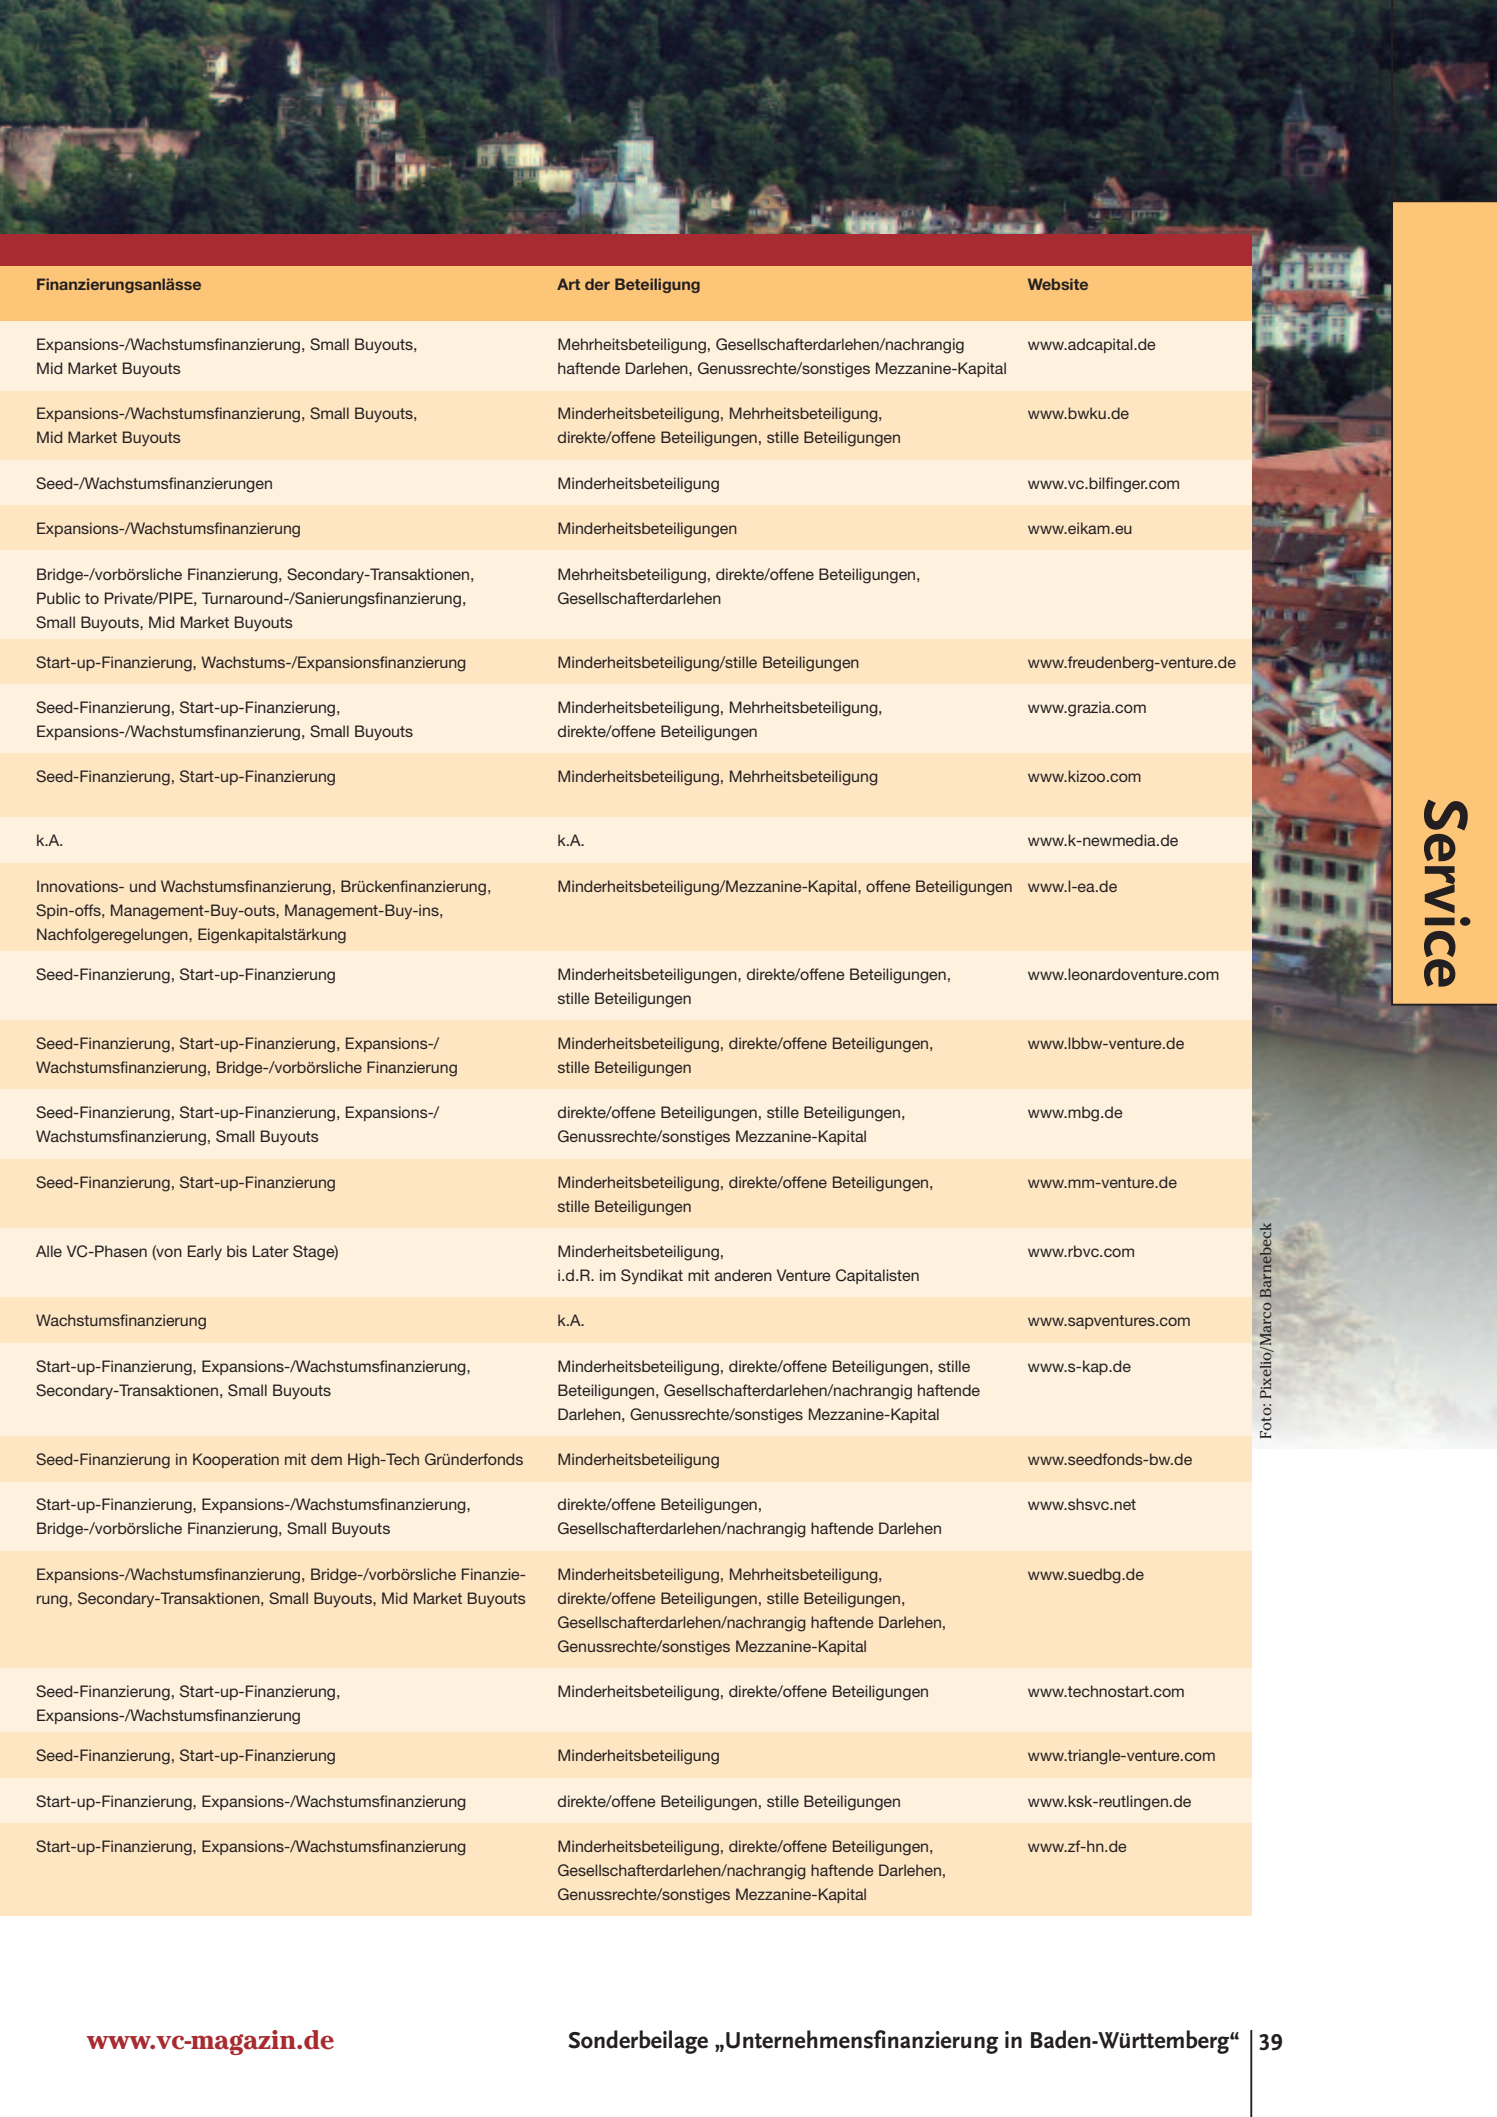 Finanzierungsanlässe Art der Beteiligung Website
Expansions-/Wachstumsfinanzierung, Small Buyouts, Mehrheitsbeteiligung, Gesellschafterdarlehen/nachrangig www.adcapital.de
Mid Market Buyouts haftende Darlehen, Genussrechte/sonstiges Mezzanine-Kapital
Expansions-/Wachstumsfinanzierung, Small Buyouts, Minderheitsbeteiligung, Mehrheitsbeteiligung, www.bwku.de
Mid Market Buyouts direkte/offene Beteiligungen, stille Beteiligungen
Seed-/Wachstumsfinanzierungen Minderheitsbeteiligung www.vc.bilfinger.com
Expansions-/Wachstumsfinanzierung Minderheitsbeteiligungen www.eikam.eu
Bridge-/vorbörsliche Finanzierung, Secondary-Transaktionen, Mehrheitsbeteiligung, direkte/offene Beteiligungen,
Public to Private/PIPE, Turnaround-/Sanierungsfinanzierung, Gesellschafterdarlehen
Small Buyouts, Mid Market Buyouts
Start-up-Finanzierung, Wachstums-/Expansionsfinanzierung Minderheitsbeteiligung/stille Beteiligungen www.freudenberg-venture.de
Seed-Finanzierung, Start-up-Finanzierung, Minderheitsbeteiligung, Mehrheitsbeteiligung, www.grazia.com
Expansions-/Wachstumsfinanzierung, Small Buyouts direkte/offene Beteiligungen
Seed-Finanzierung, Start-up-Finanzierung Minderheitsbeteiligung, Mehrheitsbeteiligung www.kizoo.com
k.A. k.A. www.k-newmedia.de
Innovations- und Wachstumsfinanzierung, Brückenfinanzierung, Minderheitsbeteiligung/Mezzanine-Kapital, offene Beteiligungen www.l-ea.de
Spin-offs, Management-Buy-outs, Management-Buy-ins,
Nachfolgeregelungen, Eigenkapitalstärkung
Seed-Finanzierung, Start-up-Finanzierung Minderheitsbeteiligungen, direkte/offene Beteiligungen, www.leonardoventure.com
stille Beteiligungen
Seed-Finanzierung, Start-up-Finanzierung, Expansions-/ Minderheitsbeteiligung, direkte/offene Beteiligungen, www.lbbw-venture.de
Wachstumsfinanzierung, Bridge-/vorbörsliche Finanzierung stille Beteiligungen
Seed-Finanzierung, Start-up-Finanzierung, Expansions-/ direkte/offene Beteiligungen, stille Beteiligungen, www.mbg.de
Wachstumsfinanzierung, Small Buyouts Genussrechte/sonstiges Mezzanine-Kapital
Seed-Finanzierung, Start-up-Finanzierung Minderheitsbeteiligung, direkte/offene Beteiligungen, www.mm-venture.de
stille Beteiligungen
Alle VC-Phasen (von Early bis Later Stage) Minderheitsbeteiligung, www.rbvc.com
i.d.R. im Syndikat mit anderen Venture Capitalisten
Wachstumsfinanzierung k.A. www.sapventures.com
Start-up-Finanzierung, Expansions-/Wachstumsfinanzierung, Minderheitsbeteiligung, direkte/offene Beteiligungen, stille www.s-kap.de
Secondary-Transaktionen, Small Buyouts Beteiligungen, Gesellschafterdarlehen/nachrangig haftende
Darlehen, Genussrechte/sonstiges Mezzanine-Kapital
Seed-Finanzierung in Kooperation mit dem High-Tech Gründerfonds Minderheitsbeteiligung www.seedfonds-bw.de
Start-up-Finanzierung, Expansions-/Wachstumsfinanzierung, direkte/offene Beteiligungen, www.shsvc.net
Bridge-/vorbörsliche Finanzierung, Small Buyouts Gesellschafterdarlehen/nachrangig haftende Darlehen
Expansions-/Wachstumsfinanzierung, Bridge-/vorbörsliche Finanzie- Minderheitsbeteiligung, Mehrheitsbeteiligung, www.suedbg.de
rung, Secondary-Transaktionen, Small Buyouts, Mid Market Buyouts direkte/offene Beteiligungen, stille Beteiligungen,
Gesellschafterdarlehen/nachrangig haftende Darlehen,
Genussrechte/sonstiges Mezzanine-Kapital
Seed-Finanzierung, Start-up-Finanzierung, Minderheitsbeteiligung, direkte/offene Beteiligungen www.technostart.com
Expansions-/Wachstumsfinanzierung
Seed-Finanzierung, Start-up-Finanzierung Minderheitsbeteiligung www.triangle-venture.com
Start-up-Finanzierung, Expansions-/Wachstumsfinanzierung direkte/offene Beteiligungen, stille Beteiligungen www.ksk-reutlingen.de
Start-up-Finanzierung, Expansions-/Wachstumsfinanzierung Minderheitsbeteiligung, direkte/offene Beteiligungen, www.zf-hn.de
Gesellschafterdarlehen/nachrangig haftende Darlehen,
Genussrechte/sonstiges Mezzanine-Kapital
Service
Foto: Pixelio/Marco Barnebeck
www.vc-magazin.de Sonderbeilage „Unternehmensfinanzierung in Baden-Württemberg“ 39